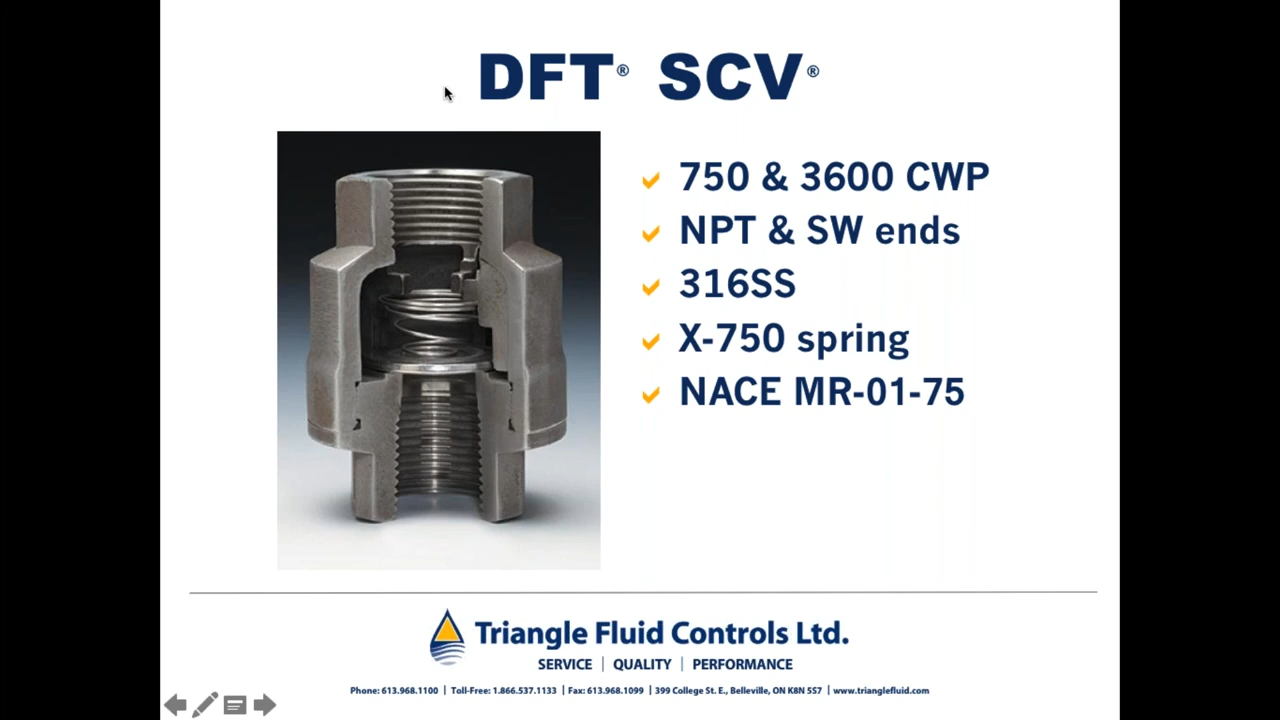 DFT® SCV®
750 & 3600 CWP
NPT & SW ends
316SS
X-750 spring
NACE MR-01-75
Triangle Fluid Controls Ltd.
SERVICE | QUALITY | PERFORMANCE
Phone: 613.968.1100 | Toll-Free: 1.866.537.1133 | Fax: 613.968.1099 | 399 College St. E., Belleville, ON K8N 5S7 | www.trianglefluid.com